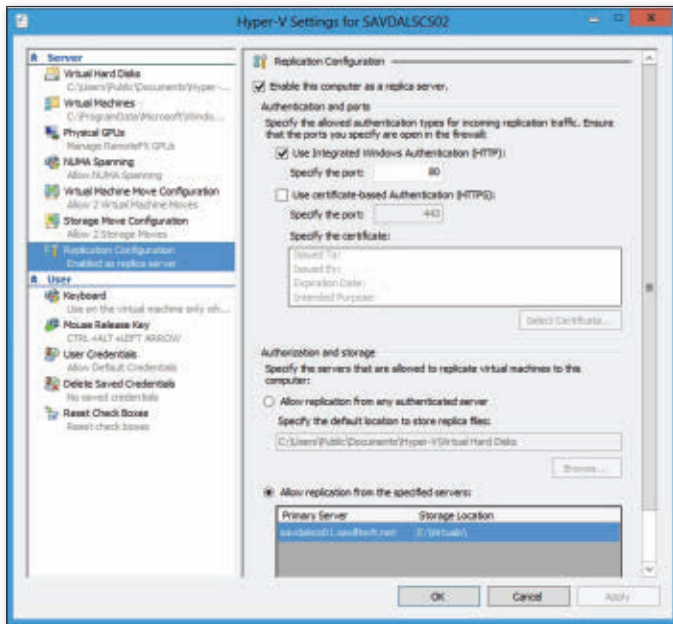 Hyper-V Settings for SAVDALSCS02
Server
Virtual Hard Disks
C:\Users\Public\Documents\Hyper-...
Virtual Machines
C:\ProgramData\Microsoft\Windo...
Physical GPUs
Manage RemoteFX GPUs
NUMA Spanning
Allow NUMA Spanning
Virtual Machine Move Configuration
Allow 2 Virtual Machine Moves
Storage Move Configuration
Allow 2 Storage Moves
Replication Configuration
Enabled as replica server
User
Keyboard
Use on the virtual machine only wh...
Mouse Release Key
CTRL+ALT+LEFT ARROW
User Credentials
Allow Default Credentials
Delete Saved Credentials
No saved credentials
Reset Check Boxes
Reset check boxes
Replication Configuration
Enable this computer as a replica server.
Authentication and ports
Specify the allowed authentication types for incoming replication traffic. Ensure
that the ports you specify are open in the firewall:
Use Integrated Windows Authentication (HTTP):
Specify the port: 80
Use certificate-based Authentication (HTTPS):
Specify the port: 443
Specify the certificate:
Issued To:
Issued By:
Expiration Date:
Intended Purpose:
Select Certificate...
Authorization and storage
Specify the servers that are allowed to replicate virtual machines to this
computer:
Allow replication from any authenticated server
Specify the default location to store replica files:
C:\Users\Public\Documents\Hyper-V\Virtual Hard Disks
Browse...
Allow replication from the specified servers:
Primary Server Storage Location
C:\Virtuals\
OK Cancel Apply